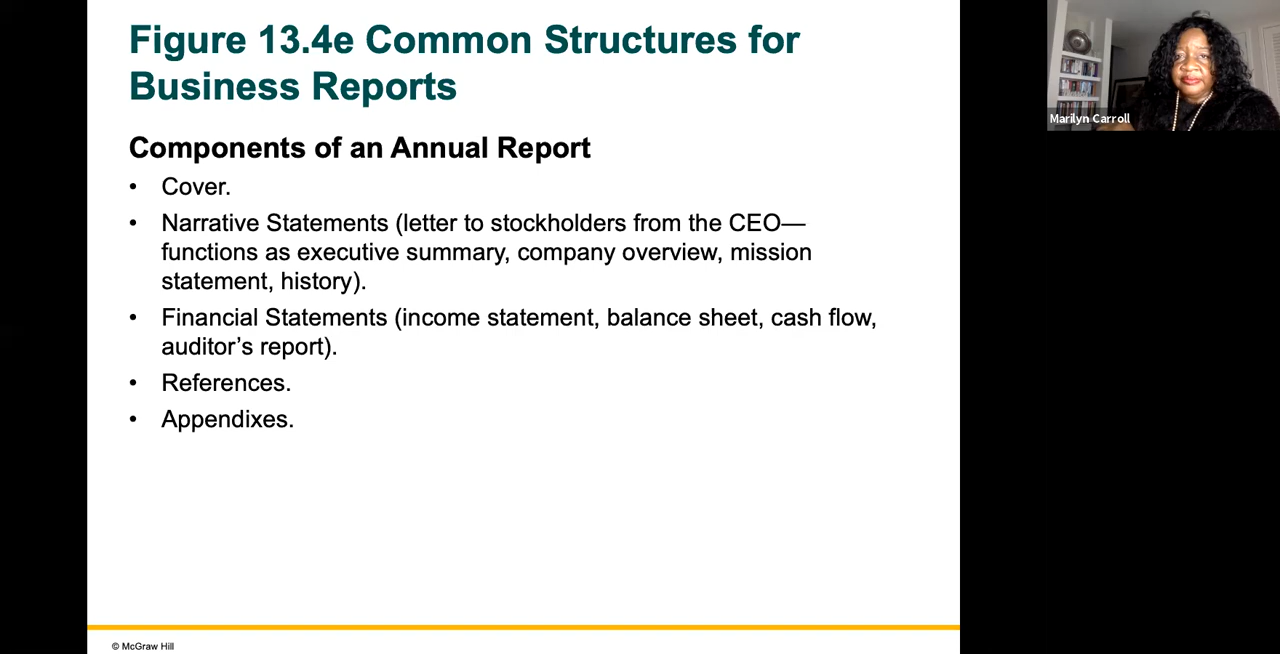 Figure 13.4e Common Structures for
Business Reports
Components of an Annual Report
• Cover.
• Narrative Statements (letter to stockholders from the CEO—
functions as executive summary, company overview, mission
statement, history).
• Financial Statements (income statement, balance sheet, cash flow,
auditor’s report).
• References.
• Appendixes.
© McGraw Hill
Marilyn Carroll